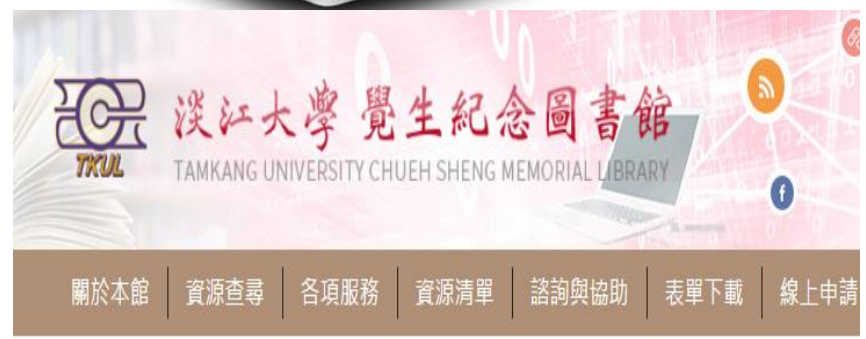 淡江大學 覺生紀念圖書館
TKUL
TAMKANG UNIVERSITY CHUEH SHENG MEMORIAL LIBRARY
f
關於本館 資源查尋 各項服務 資源清單 諮詢與協助 表單下載 線上申請